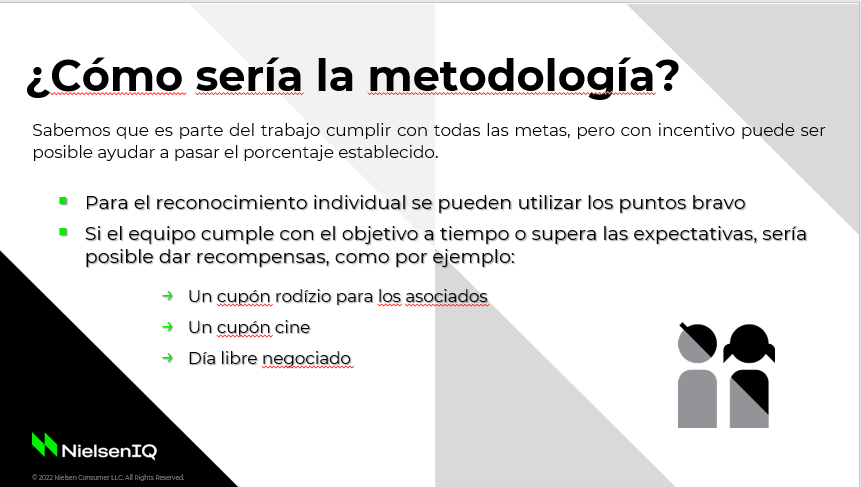 ¿Cómo sería la metodología?
Sabemos que es parte del trabajo cumplir con todas las metas, pero con incentivo puede ser
posible ayudar a pasar el porcentaje establecido.
Para el reconocimiento individual se pueden utilizar los puntos bravo
Si el equipo cumple con el objetivo a tiempo o supera las expectativas, sería
posible dar recompensas, como por ejemplo:
Un cupón rodízio para los asociados
Un cupón cine
Día libre negociado
NielsenIQ
© 2022 Nielsen Consumer LLC. All Rights Reserved.